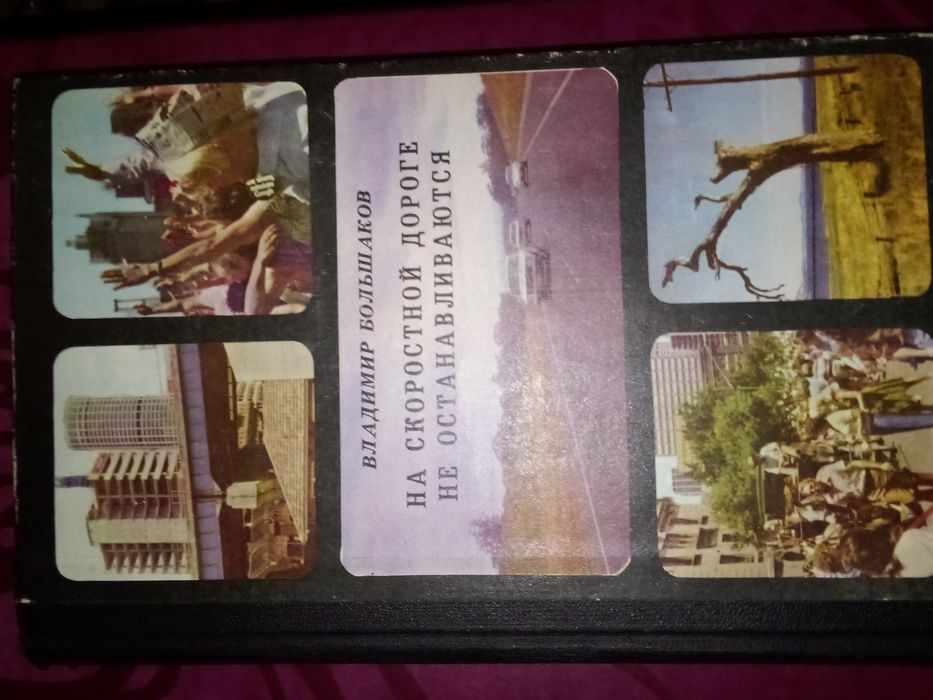 ВЛАДИМИР БОЛЬШАКОВ
НА СКОРОСТНОЙ ДОРОГЕ
НЕ ОСТАНАВЛИВАЮТСЯ